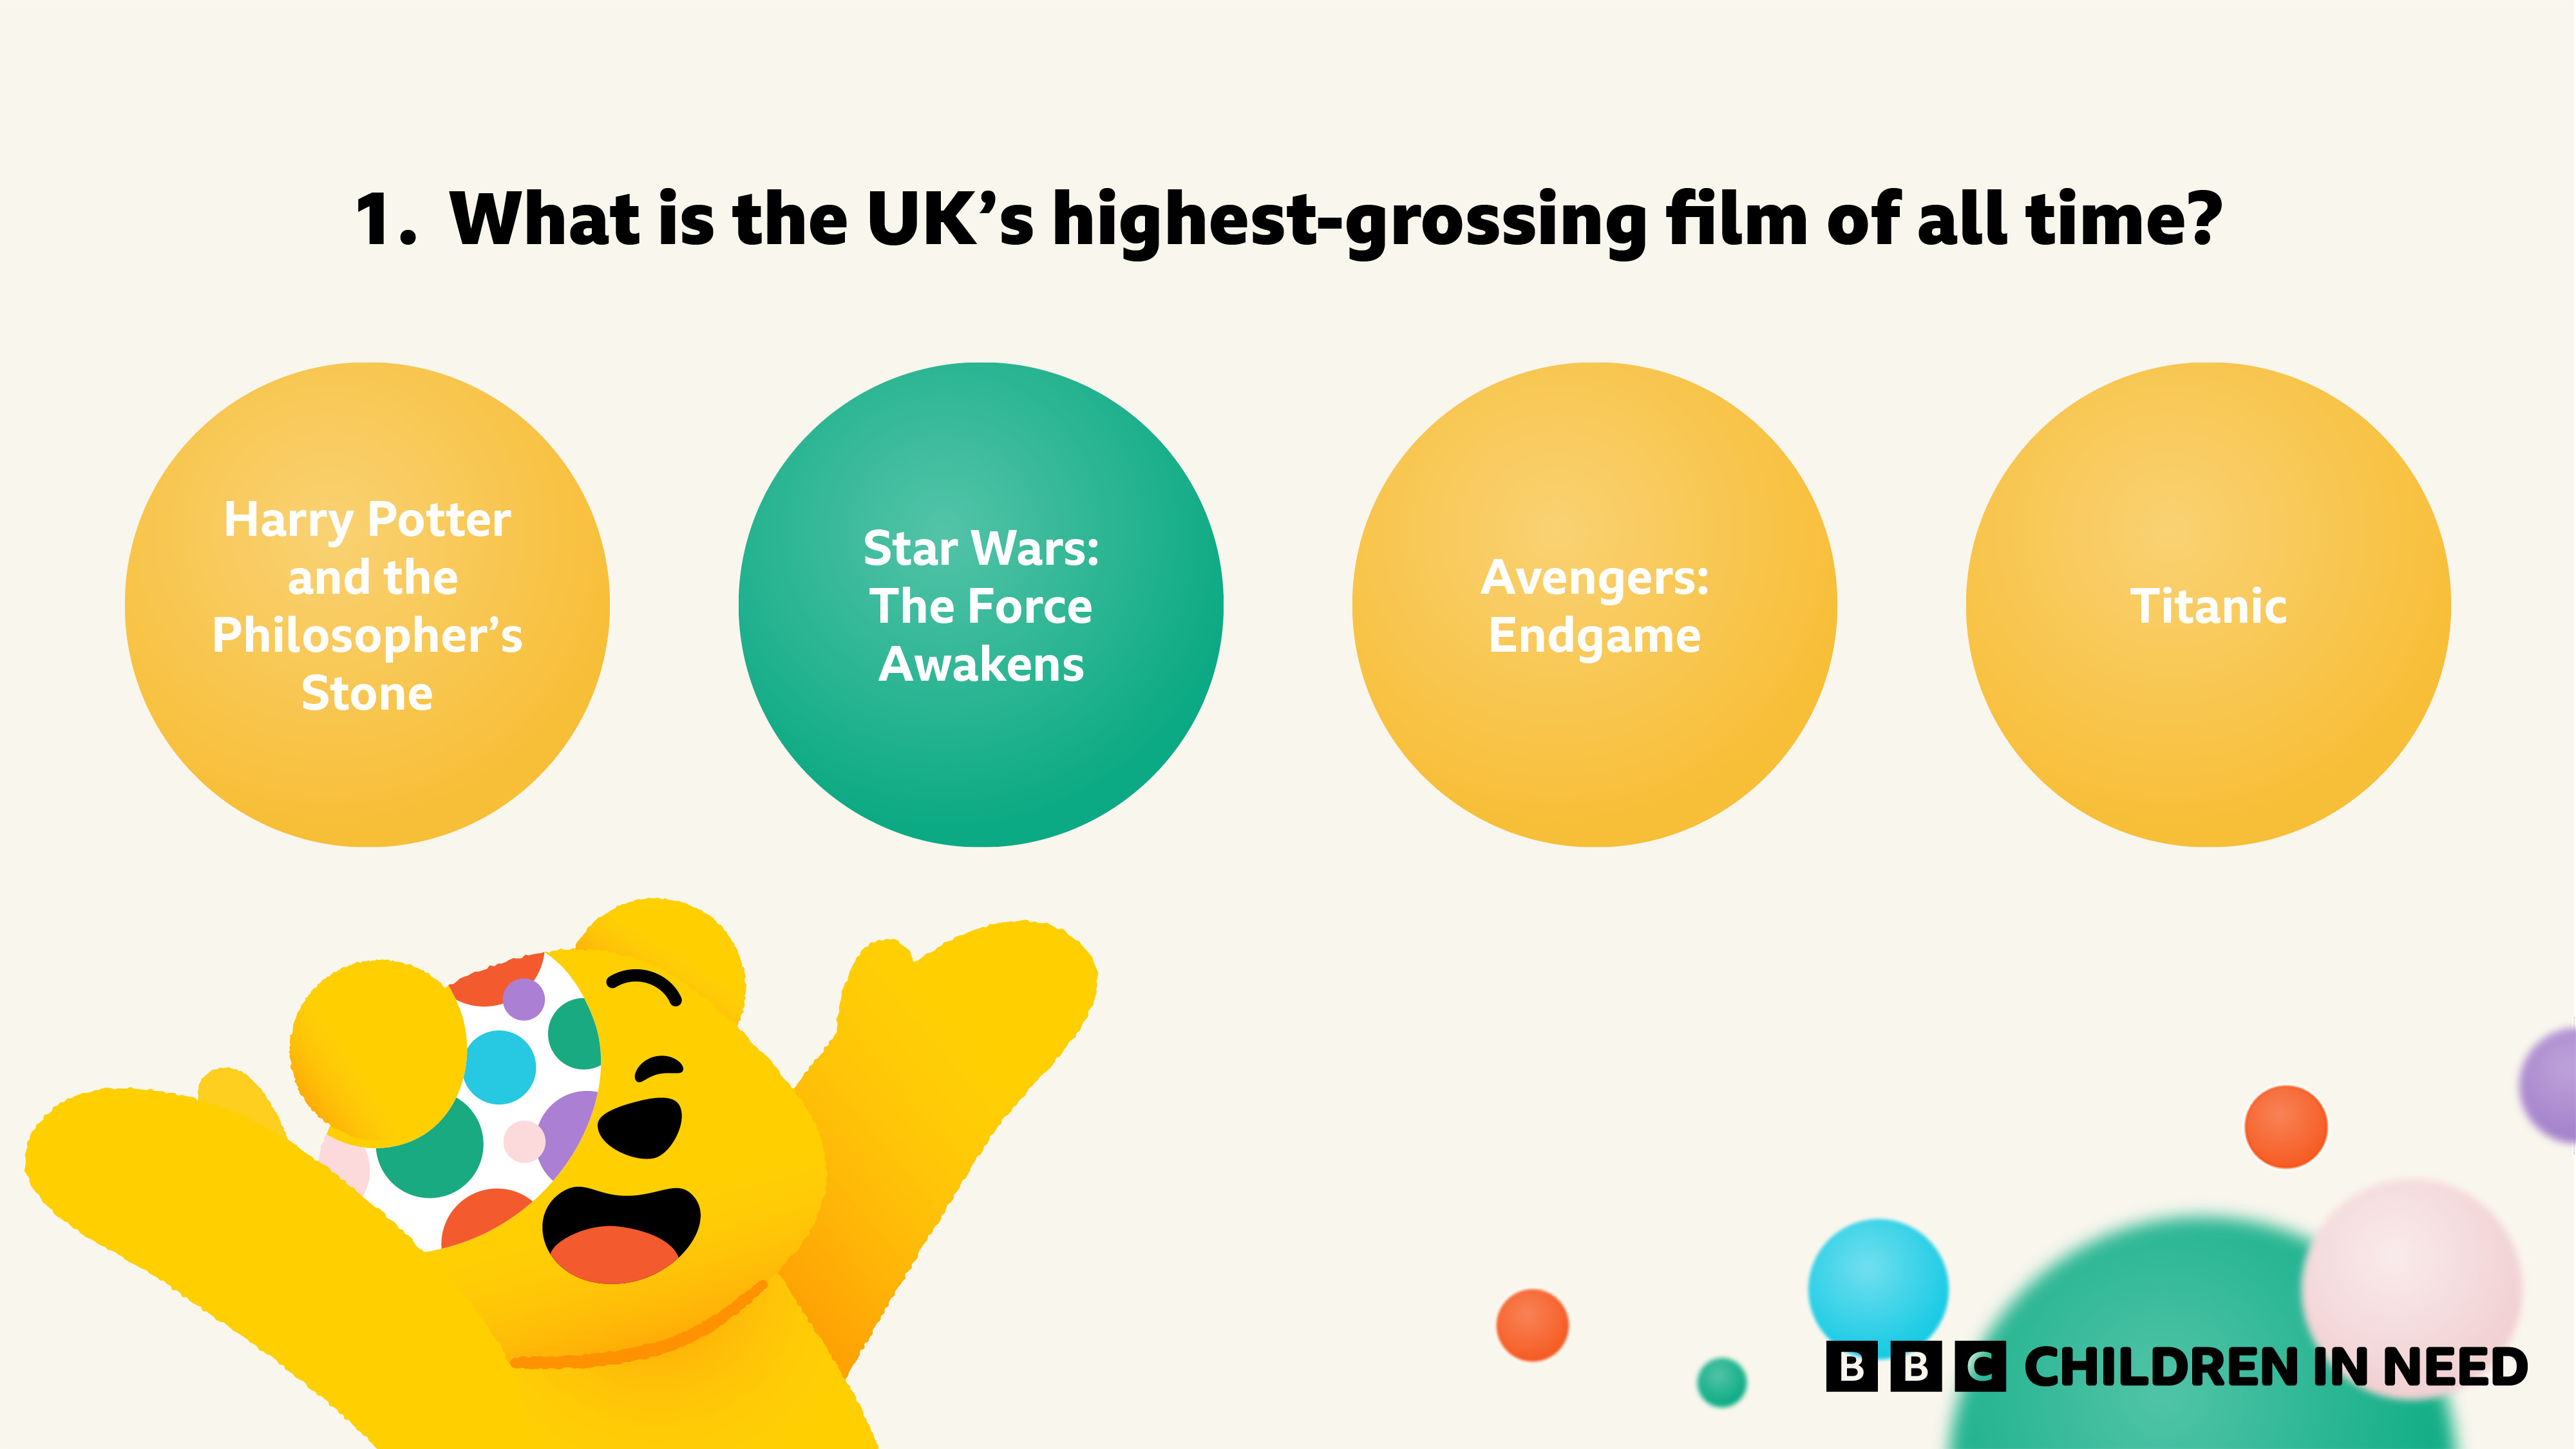 1. What is the UK’s highest-grossing film of all time?
Harry Potter
and the
Philosopher’s
Stone
Star Wars:
The Force
Awakens
Avengers:
Endgame
Titanic
BBC CHILDREN IN NEED